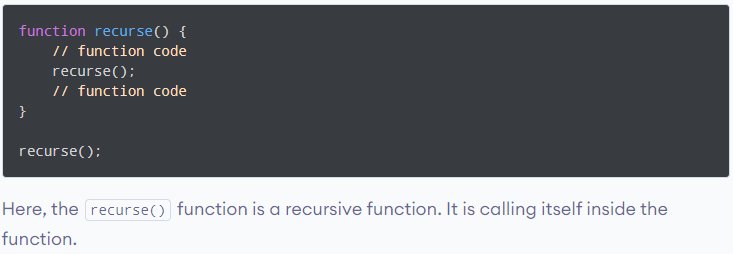 function recurse() {
    // function code
    recurse();
    // function code
}
recurse();
Here, the recurse() function is a recursive function. It is calling itself inside the
function.